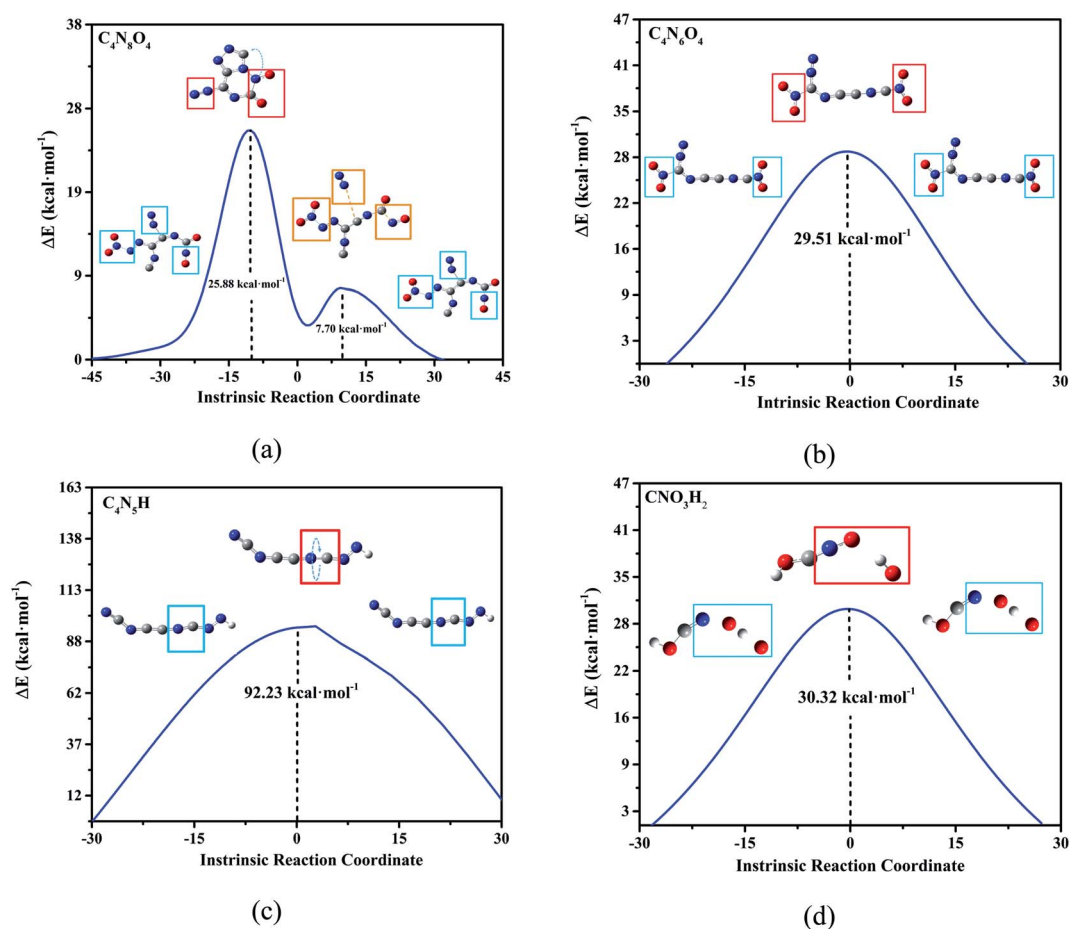 C₄N₈O₄
38
28
19
9
0
ΔE (kcal·mol⁻¹)
25.88 kcal·mol⁻¹
7.70 kcal·mol⁻¹
-45 -30 -15 0 15 30 45
Instrinsic Reaction Coordinate
(a)
C₄N₆O₄
47
41
35
28
22
16
9
3
ΔE (kcal·mol⁻¹)
29.51 kcal·mol⁻¹
-30 -15 0 15 30
Intrinsic Reaction Coordinate
(b)
C₄N₅H
163
138
113
88
62
37
12
ΔE (kcal·mol⁻¹)
92.23 kcal·mol⁻¹
-30 -15 0 15 30
Instrinsic Reaction Coordinate
(c)
CNO₃H₂
47
41
35
28
22
16
9
3
ΔE (kcal·mol⁻¹)
30.32 kcal·mol⁻¹
-30 -15 0 15 30
Instrinsic Reaction Coordinate
(d)